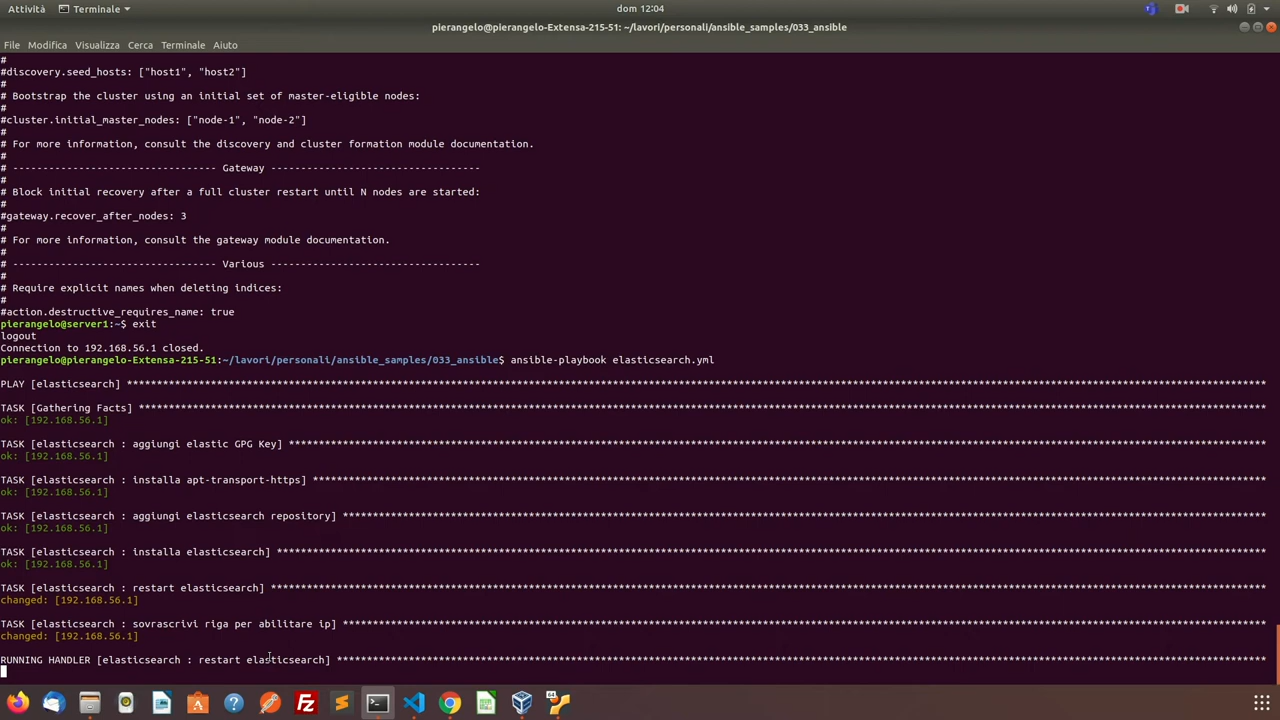 Attività
Terminale
dom 12:04
pierangelo@pierangelo-Extensa-215-51: ~/lavori/personali/ansible_samples/033_ansible
File Modifica Visualizza Cerca Terminale Aiuto
#
#discovery.seed_hosts: ["host1", "host2"]
#
# Bootstrap the cluster using an initial set of master-eligible nodes:
#
#cluster.initial_master_nodes: ["node-1", "node-2"]
#
# For more information, consult the discovery and cluster formation module documentation.
#
# ---------------------------------- Gateway -----------------------------------
#
# Block initial recovery after a full cluster restart until N nodes are started:
#
#gateway.recover_after_nodes: 3
#
# For more information, consult the gateway module documentation.
#
# ---------------------------------- Various -----------------------------------
#
# Require explicit names when deleting indices:
#
#action.destructive_requires_name: true
pierangelo@server1:~$ exit
logout
Connection to 192.168.56.1 closed.
pierangelo@pierangelo-Extensa-215-51:~/lavori/personali/ansible_samples/033_ansible$ ansible-playbook elasticsearch.yml
PLAY [elasticsearch] ****************************************************************
TASK [Gathering Facts] ****************************************************************
ok: [192.168.56.1]
TASK [elasticsearch : aggiungi elastic GPG Key] ****************************************************************
ok: [192.168.56.1]
TASK [elasticsearch : installa apt-transport-https] ****************************************************************
ok: [192.168.56.1]
TASK [elasticsearch : aggiungi elasticsearch repository] ****************************************************************
ok: [192.168.56.1]
TASK [elasticsearch : installa elasticsearch] ****************************************************************
ok: [192.168.56.1]
TASK [elasticsearch : restart elasticsearch] ****************************************************************
changed: [192.168.56.1]
TASK [elasticsearch : sovrascrivi riga per abilitare ip] ****************************************************************
changed: [192.168.56.1]
RUNNING HANDLER [elasticsearch : restart elasticsearch] ****************************************************************